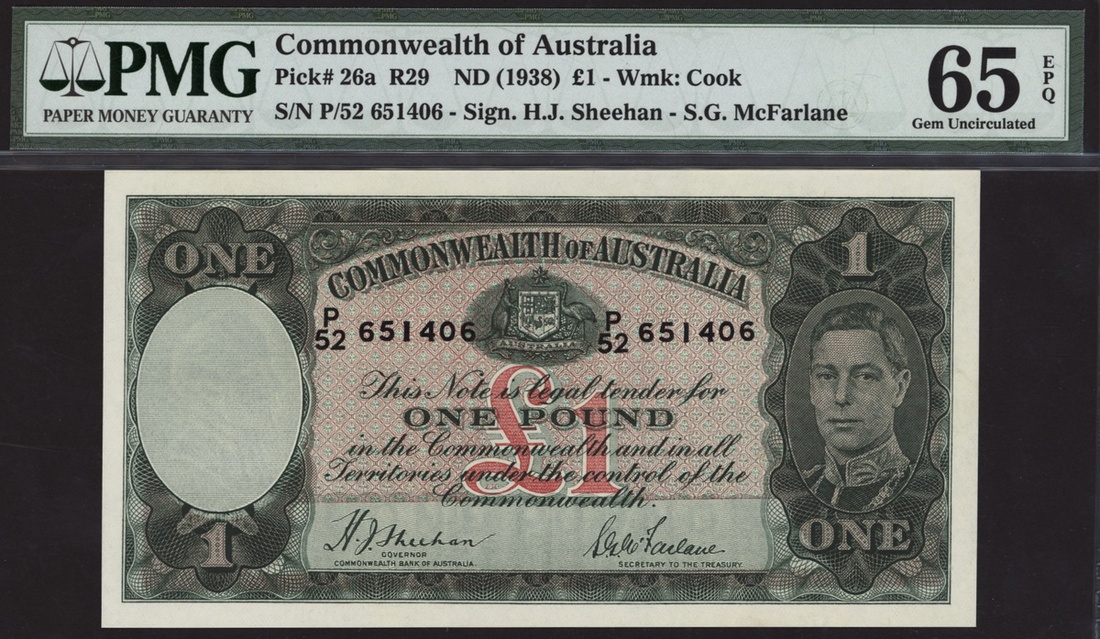 PMG
PAPER MONEY GUARANTY
Commonwealth of Australia
Pick# 26a R29 ND (1938) £1 - Wmk: Cook
S/N P/52 651406 - Sign. H.J. Sheehan - S.G. McFarlane
65
EPQ
Gem Uncirculated
ONE
COMMONWEALTH OF AUSTRALIA
1
AUSTRALIA
P/52 651406
P/52 651406
£1
This Note is legal tender for
ONE POUND
in the Commonwealth and in all
Territories under the control of the
Commonwealth.
1
H.J. Sheehan
GOVERNOR
COMMONWEALTH BANK OF AUSTRALIA.
S.G. McFarlane
SECRETARY TO THE TREASURY.
ONE